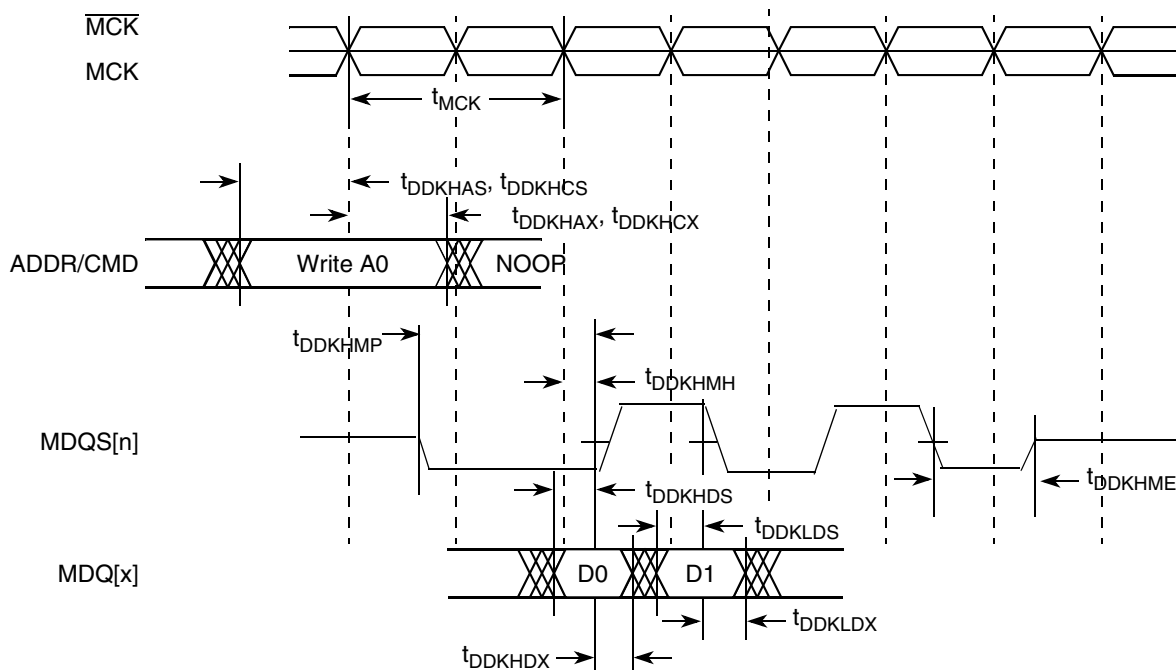 MCK
MCK
tMCK
tDDKHAS, tDDKHCS
tDDKHAX, tDDKHCX
ADDR/CMD Write A0 NOOP
tDDKHMP
tDDKHMH
MDQS[n]
tDDKHME
tDDKHDS
tDDKLDS
MDQ[x] D0 D1
tDDKLDX
tDDKHDX